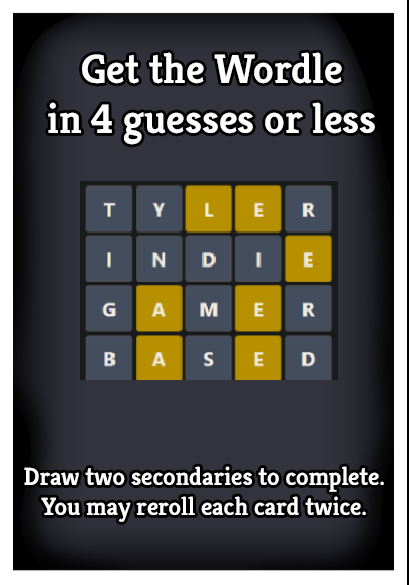 Get the Wordle
in 4 guesses or less
T Y L E R
I N D I E
G A M E R
B A S E D
Draw two secondaries to complete.
You may reroll each card twice.